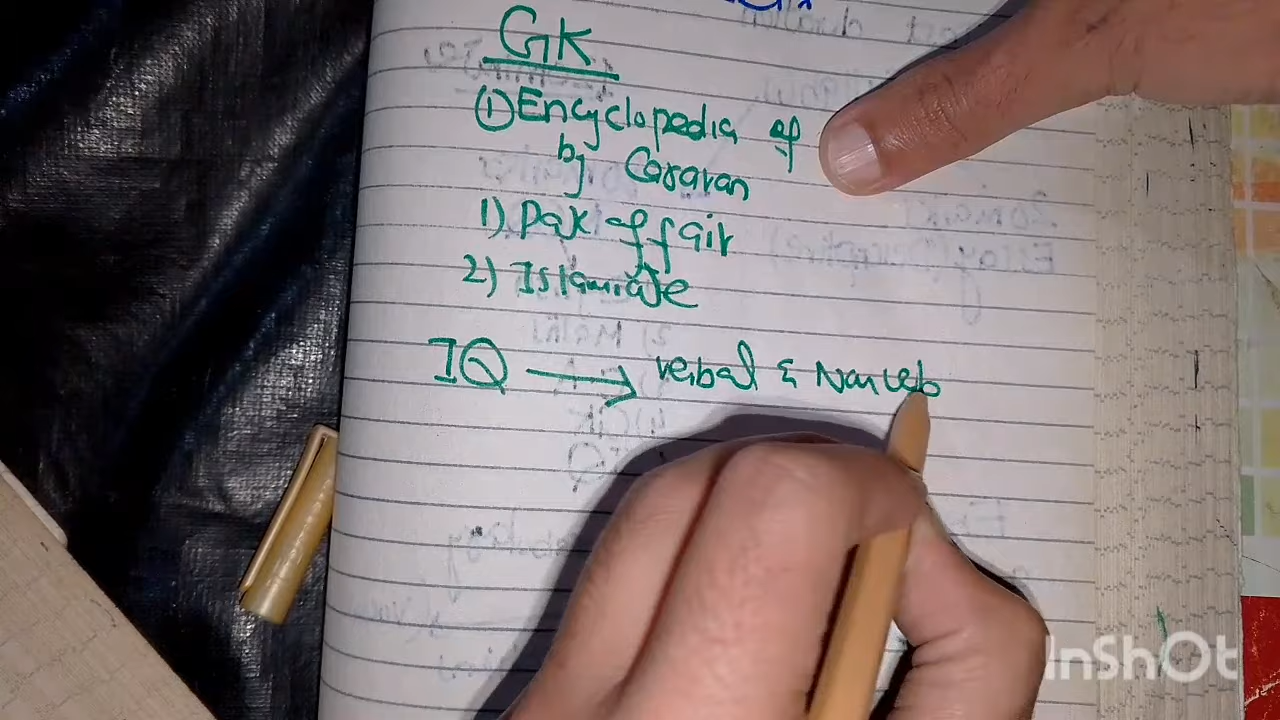 GK
① Encyclopedia of
by Caravan
1) Pak affair
2) Islamiate
IQ → verbal & Nonverb
InShOt